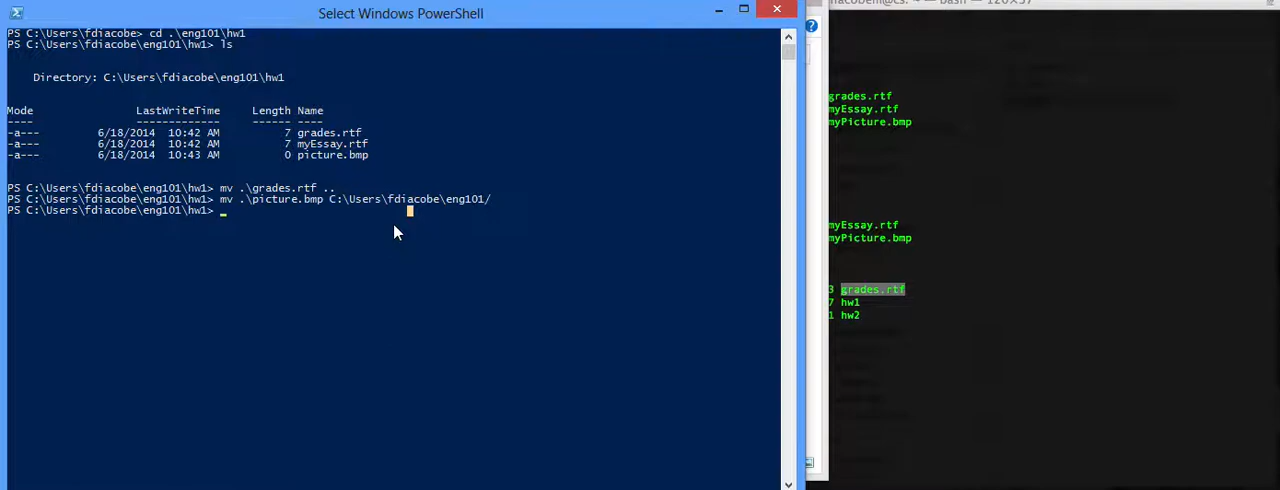 Select Windows PowerShell
PS C:\Users\fdiacobe> cd .\eng101\hw1
PS C:\Users\fdiacobe\eng101\hw1> ls
Directory: C:\Users\fdiacobe\eng101\hw1
Mode LastWriteTime Length Name
---- ------------- ------ ----
-a--- 6/18/2014 10:42 AM 7 grades.rtf
-a--- 6/18/2014 10:42 AM 7 myEssay.rtf
-a--- 6/18/2014 10:43 AM 0 picture.bmp
PS C:\Users\fdiacobe\eng101\hw1> mv .\grades.rtf ..
PS C:\Users\fdiacobe\eng101\hw1> mv .\picture.bmp C:\Users\fdiacobe\eng101/
PS C:\Users\fdiacobe\eng101\hw1> _
grades.rtf
myEssay.rtf
myPicture.bmp
myEssay.rtf
myPicture.bmp
3 grades.rtf
7 hw1
1 hw2